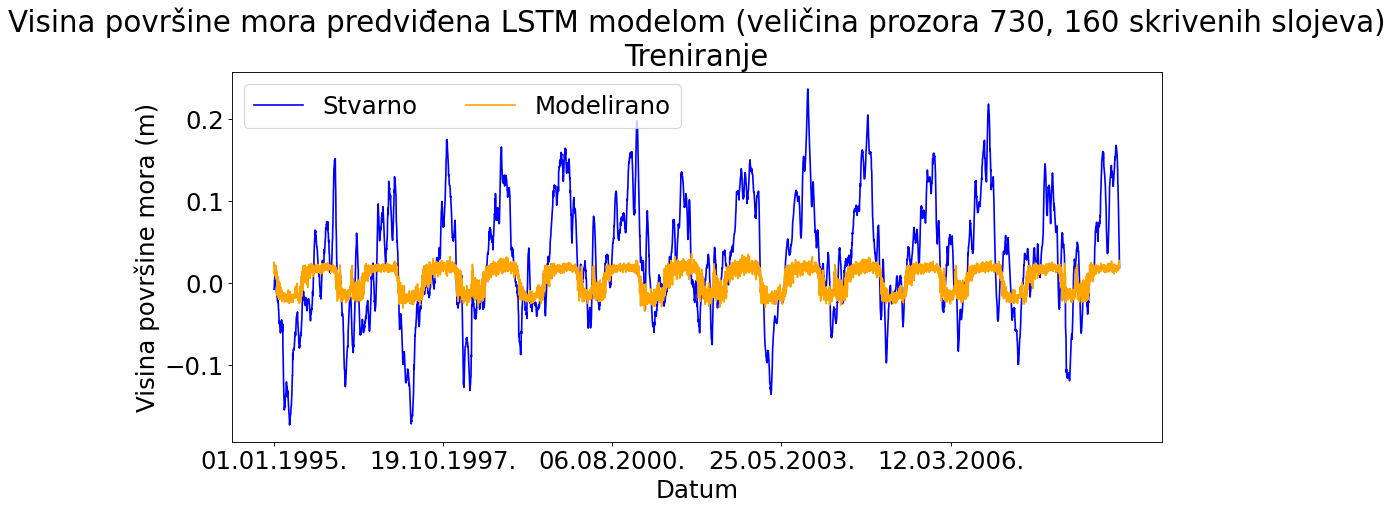 Visina površine mora predviđena LSTM modelom (veličina prozora 730, 160 skrivenih slojeva)
Treniranje
Stvarno
Modelirano
Visina površine mora (m)
0.2
0.1
0.0
−0.1
01.01.1995.
19.10.1997.
06.08.2000.
25.05.2003.
12.03.2006.
Datum